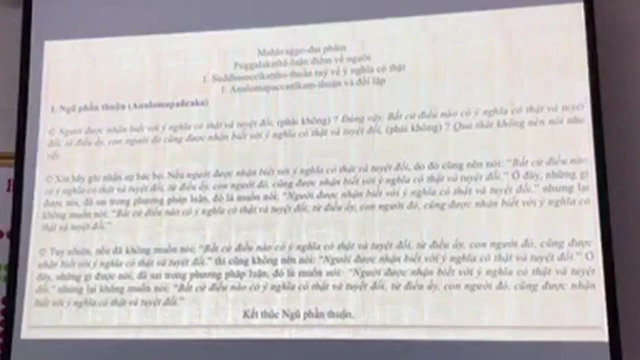 Mahāvaggo-đại phẩm
Puggalakathā-luận điểm về người
1. Suddhasaccikattho-thuần tuý về ý nghĩa có thật
1. Anulomapaccanīkaṃ-thuận và đối lập
1. Ngũ phần thuận (Anulomapañcaka)
Người được nhận biết với ý nghĩa có thật và tuyệt đối, (phải không) ? Đúng vậy. Bất cứ điều nào có ý nghĩa có thật và tuyệt
đối, từ điều ấy, con người đó cũng được nhận biết với ý nghĩa có thật và tuyệt đối, (phải không) ? Quả thật không nên nói như
vậy.
Xin hãy ghi nhận sự bác bỏ. Nếu người được nhận biết với ý nghĩa có thật và tuyệt đối, do đó cũng nên nói: "Bất cứ điều nào
có ý nghĩa có thật và tuyệt đối, từ điều ấy, con người đó, cũng được nhận biết với ý nghĩa có thật và tuyệt đối." Ở đây, những gì
được nói, đã sai trong phương pháp luận, đó là muốn nói: "Người được nhận biết với ý nghĩa có thật và tuyệt đối." nhưng lại
không muốn nói: "Bất cứ điều nào có ý nghĩa có thật và tuyệt đối, từ điều ấy, con người đó, cũng được nhận biết với ý nghĩa có
thật và tuyệt đối."
Tuy nhiên, nếu đã không muốn nói: "Bất cứ điều nào có ý nghĩa có thật và tuyệt đối, từ điều ấy, con người đó, cũng được
nhận biết với ý nghĩa có thật và tuyệt đối." thì cũng không nên nói: "Người được nhận biết với ý nghĩa có thật và tuyệt đối." Ở
đây, những gì được nói, đã sai trong phương pháp luận, đó là muốn nói: "Người được nhận biết với ý nghĩa có thật và tuyệt
đối." nhưng lại không muốn nói: "Bất cứ điều nào có ý nghĩa có thật và tuyệt đối, từ điều ấy, con người đó, cũng được nhận
biết với ý nghĩa có thật và tuyệt đối."
Kết thúc Ngũ phần thuận.